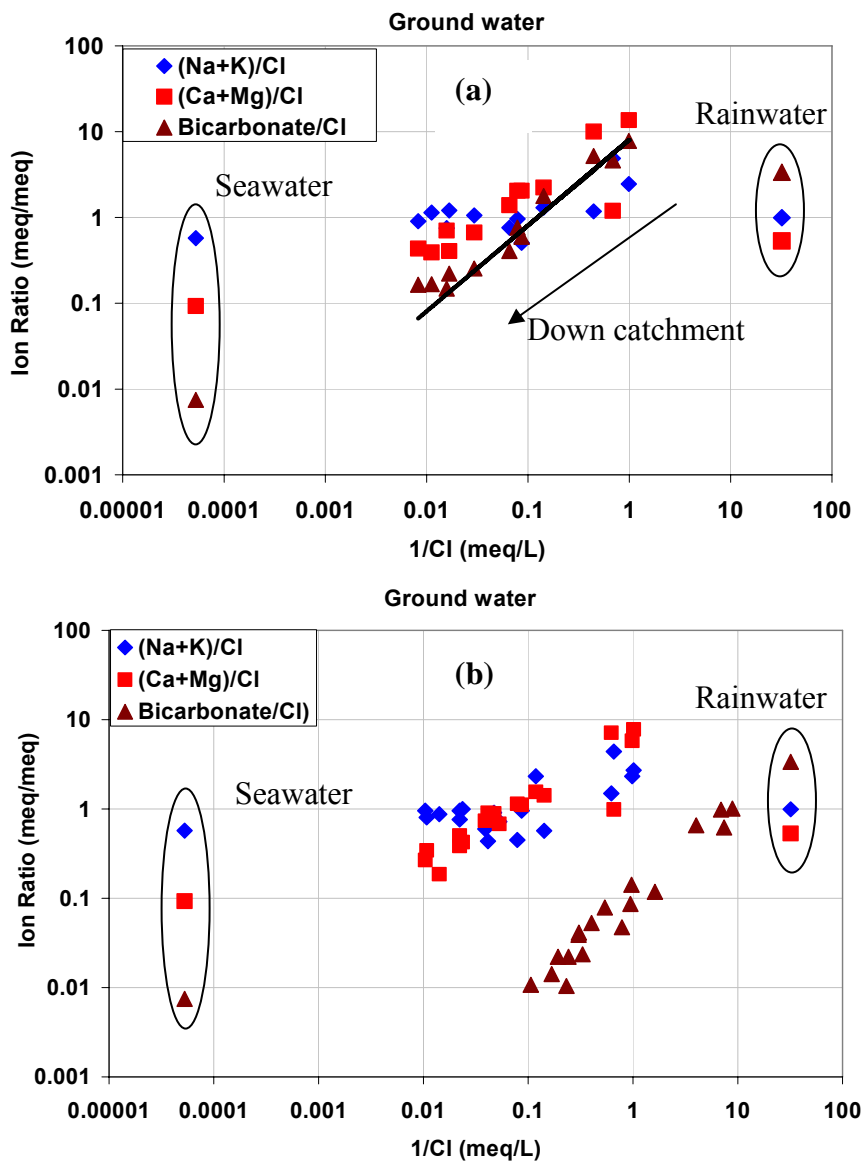 Ground water
100
10
1
0.1
0.01
0.001
Ion Ratio (meq/meq)
(Na+K)/Cl
(Ca+Mg)/Cl
Bicarbonate/Cl
(a)
Rainwater
Seawater
Down catchment
0.00001 0.0001 0.001 0.01 0.1 1 10 100
1/Cl (meq/L)
Ground water
100
10
1
0.1
0.01
0.001
Ion Ratio (meq/meq)
(Na+K)/Cl
(Ca+Mg)/Cl
Bicarbonate/Cl)
(b)
Rainwater
Seawater
0.00001 0.0001 0.001 0.01 0.1 1 10 100
1/Cl (meq/L)